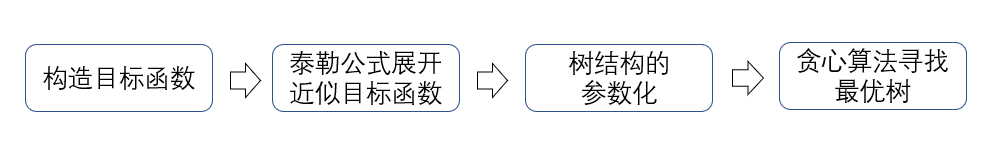 构造目标函数
泰勒公式展开
近似目标函数
树结构的
参数化
贪心算法寻找
最优树